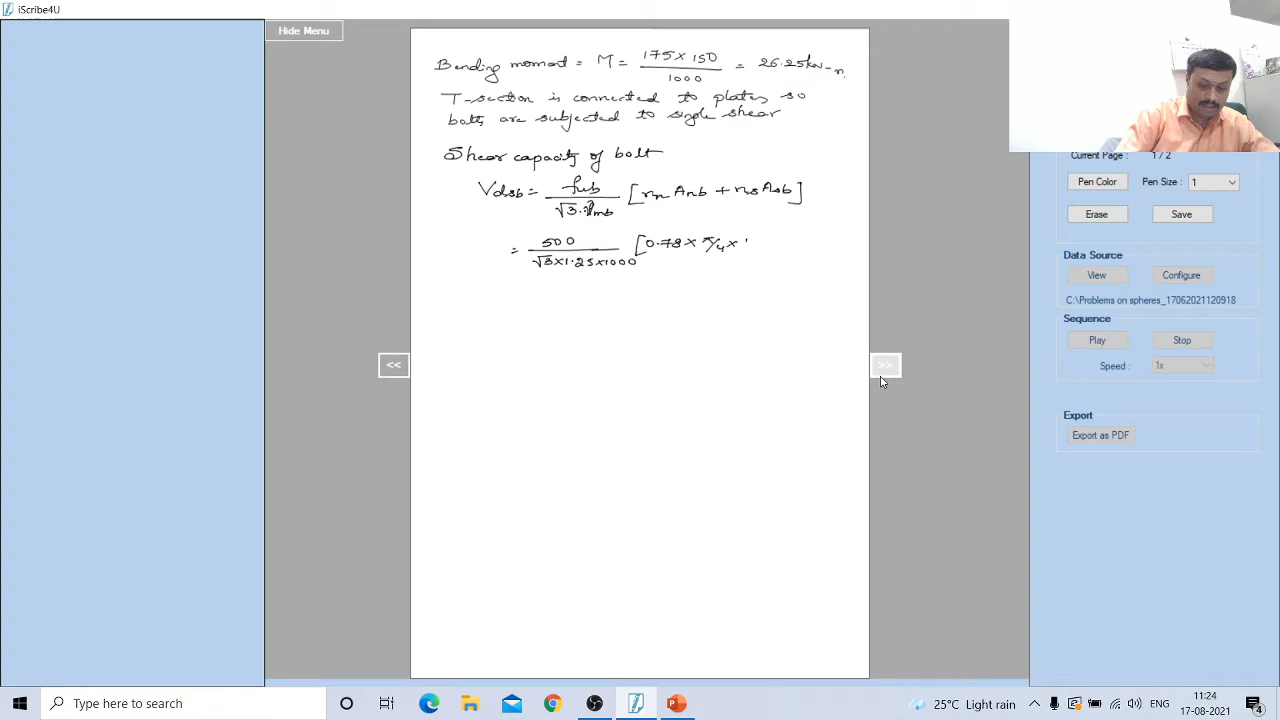 iScribe4U
Hide Menu
Bending moment = M = 175 × 150 / 1000 = 26.25 kN-m.
T-section is connected to plates, so
bolts are subjected to single shear
Shear capacity of bolt
Vdsb = fub / √3·γmb [nn Anb + ns Asb]
= 500 / √3×1.25×1000 [0.78 × π/4 ×
<<
>>
Current Page : 1 / 2
Pen Color Pen Size : 1
Erase Save
Data Source
View Configure
C:\Problems on spheres_17062021120918
Sequence
Play Stop
Speed : 1x
Export
Export as PDF
Type here to search
25°C Light rain
ENG
11:24
17-08-2021
4